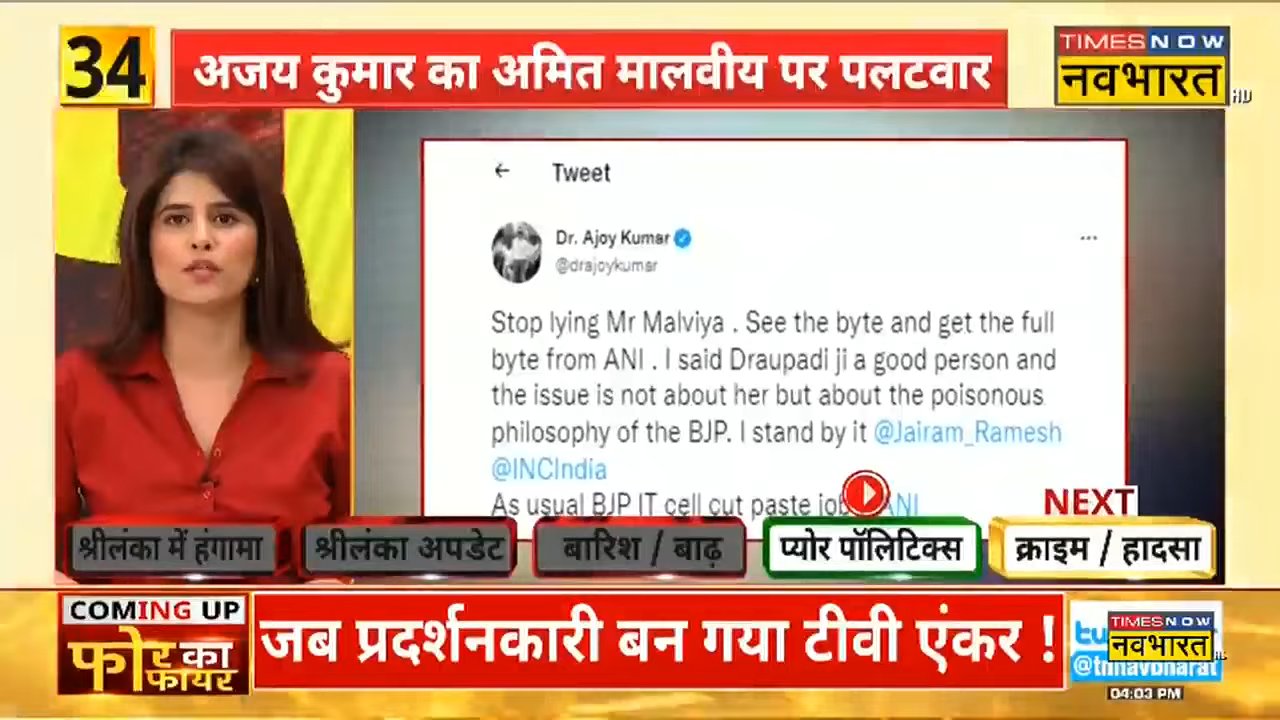 34
अजय कुमार का अमित मालवीय पर पलटवार
TIMES NOW
नवभारत
HD
Tweet
Dr. Ajoy Kumar
@drajoykumar
Stop lying Mr Malviya . See the byte and get the full
byte from ANI . I said Draupadi ji a good person and
the issue is not about her but about the poisonous
philosophy of the BJP. I stand by it @Jairam_Ramesh
@INCIndia
As usual BJP IT cell cut paste job ANI
NEXT
श्रीलंका में हंगामा
श्रीलंका अपडेट
बारिश / बाढ़
प्योर पॉलिटिक्स
क्राइम / हादसा
COMING UP
फोर का
फायर
जब प्रदर्शनकारी बन गया टीवी एंकर !
TIMES NOW
नवभारत
@tnnavbharat
04:03 PM